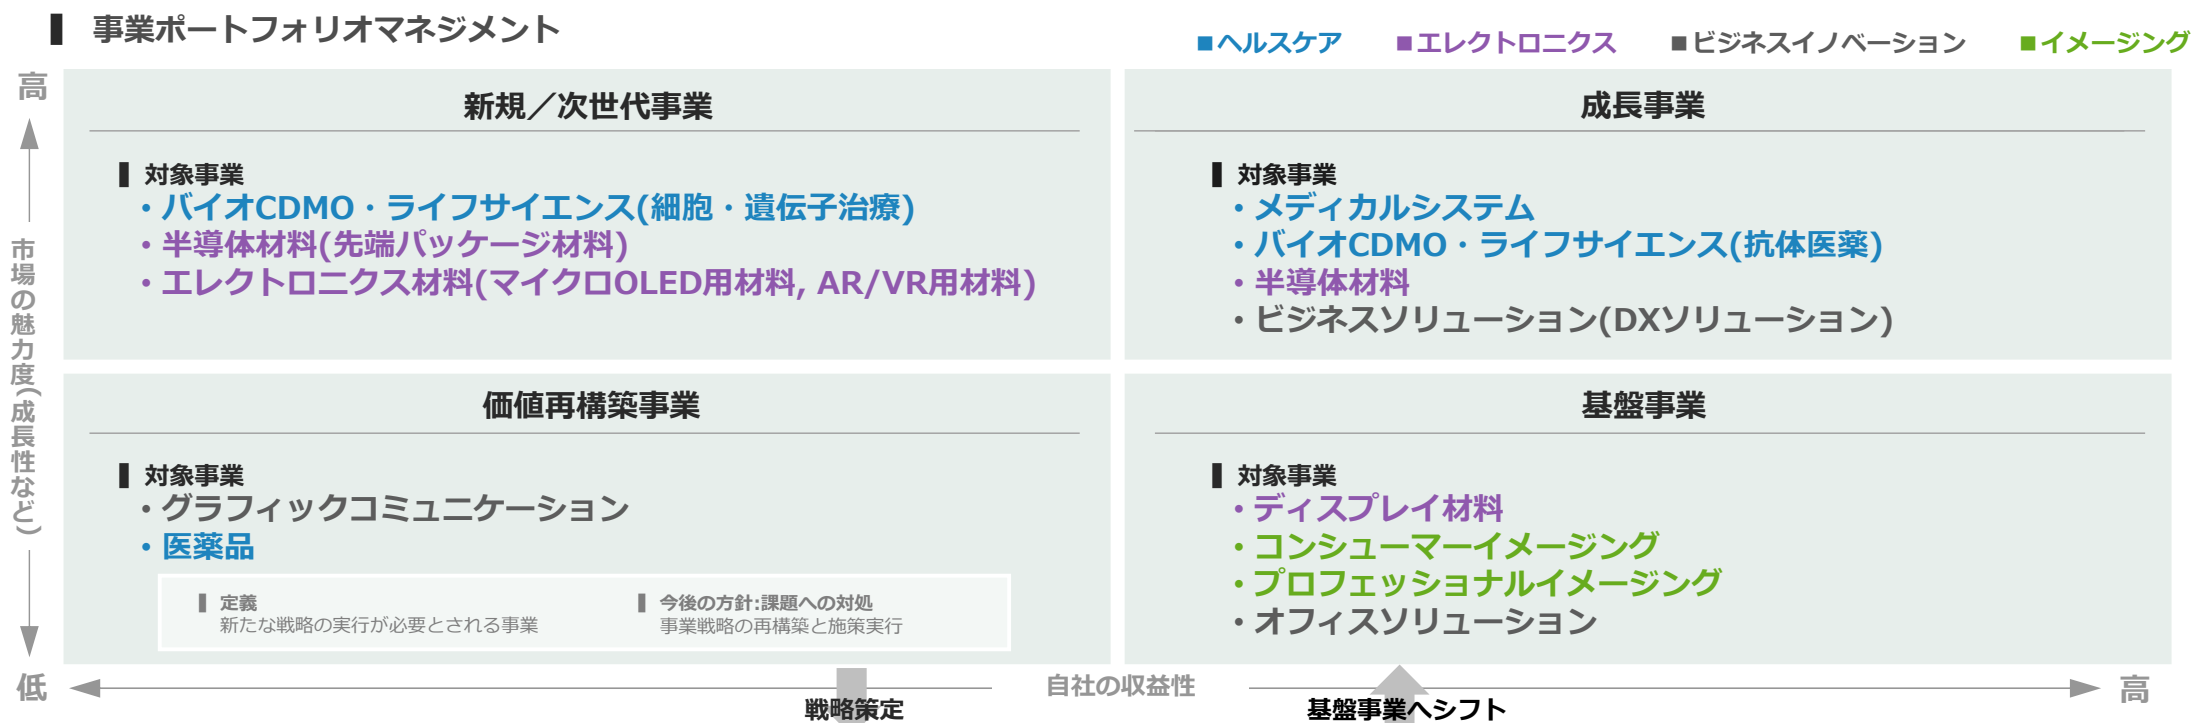 事業ポートフォリオマネジメント
■ヘルスケア ■エレクトロニクス ■ビジネスイノベーション ■イメージング
高
市場の魅力度(成長性など)
低
新規／次世代事業
対象事業
・バイオCDMO・ライフサイエンス(細胞・遺伝子治療)
・半導体材料(先端パッケージ材料)
・エレクトロニクス材料(マイクロOLED用材料, AR/VR用材料)
成長事業
対象事業
・メディカルシステム
・バイオCDMO・ライフサイエンス(抗体医薬)
・半導体材料
・ビジネスソリューション(DXソリューション)
価値再構築事業
対象事業
・グラフィックコミュニケーション
・医薬品
定義
新たな戦略の実行が必要とされる事業
今後の方針:課題への対処
事業戦略の再構築と施策実行
基盤事業
対象事業
・ディスプレイ材料
・コンシューマーイメージング
・プロフェッショナルイメージング
・オフィスソリューション
自社の収益性
高
戦略策定
基盤事業へシフト